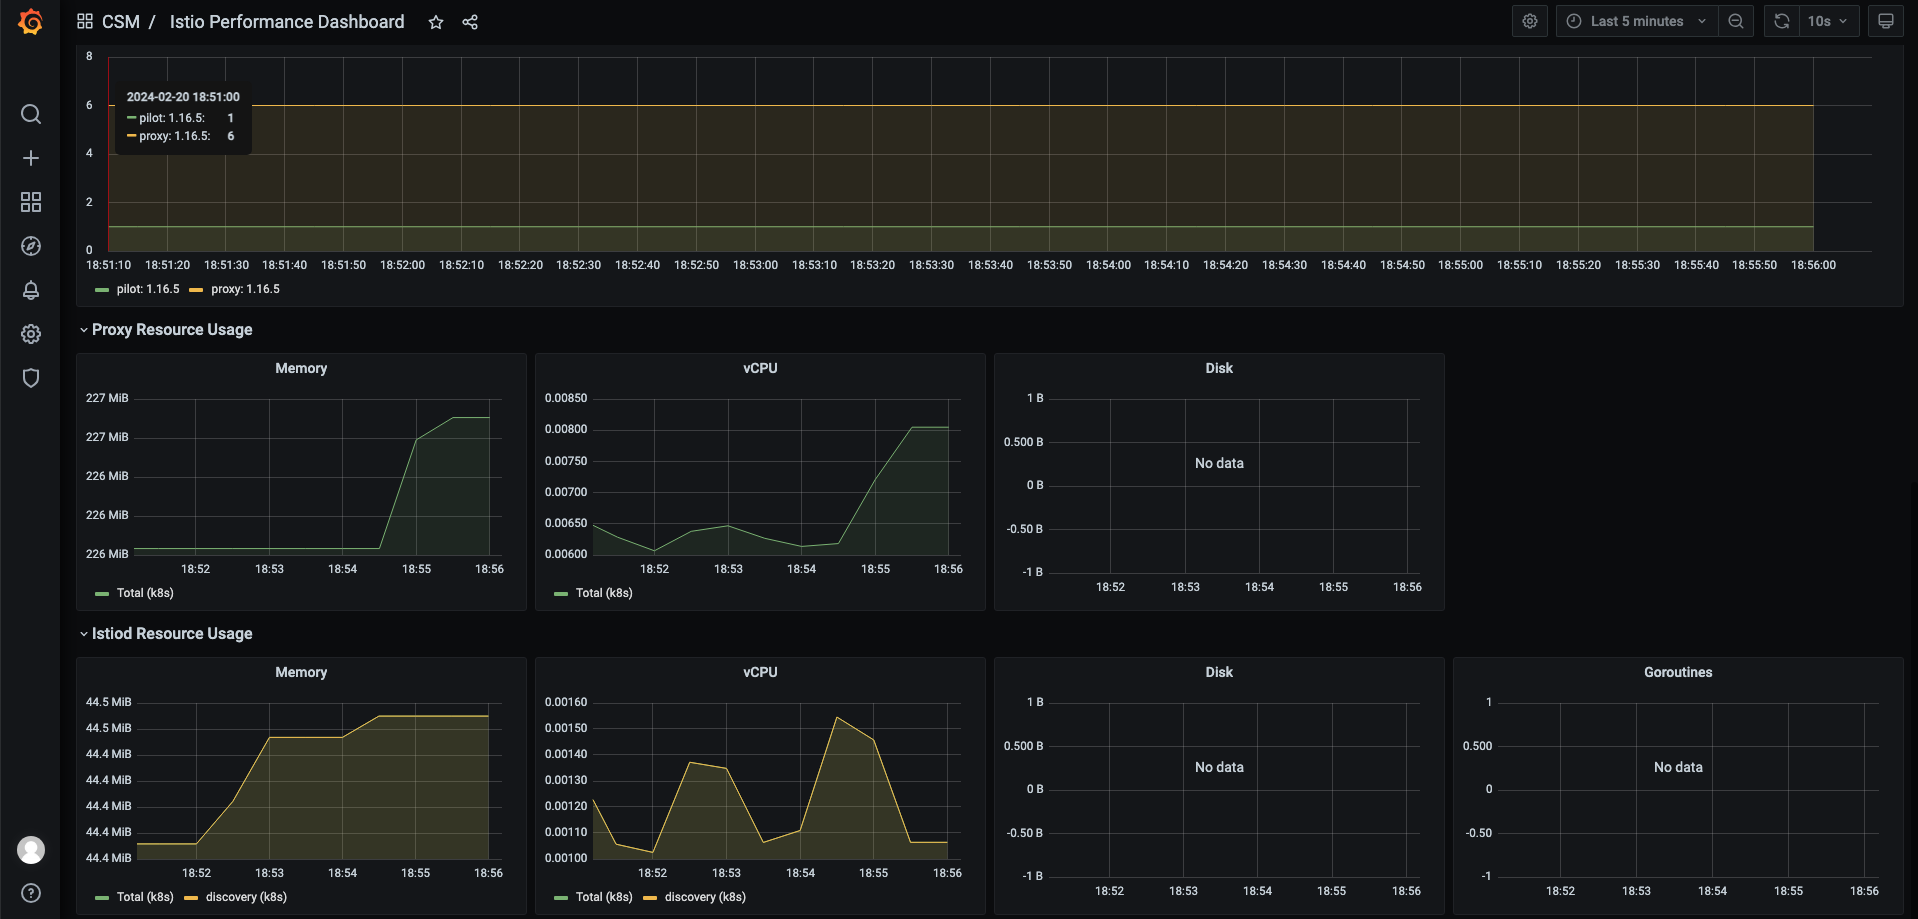 CSM / Istio Performance Dashboard
Last 5 minutes
10s
8
6
4
2
0
2024-02-20 18:51:00
pilot: 1.16.5: 1
proxy: 1.16.5: 6
18:51:10 18:51:20 18:51:30 18:51:40 18:51:50 18:52:00 18:52:10 18:52:20 18:52:30 18:52:40 18:52:50 18:53:00 18:53:10 18:53:20 18:53:30 18:53:40 18:53:50 18:54:00 18:54:10 18:54:20 18:54:30 18:54:40 18:54:50 18:55:00 18:55:10 18:55:20 18:55:30 18:55:40 18:55:50 18:56:00
pilot: 1.16.5 proxy: 1.16.5
Proxy Resource Usage
Memory
227 MiB
227 MiB
226 MiB
226 MiB
226 MiB
18:52 18:53 18:54 18:55 18:56
Total (k8s)
vCPU
0.00850
0.00800
0.00750
0.00700
0.00650
0.00600
18:52 18:53 18:54 18:55 18:56
Total (k8s)
Disk
1 B
0.500 B
0 B
-0.50 B
-1 B
No data
18:52 18:53 18:54 18:55 18:56
Istiod Resource Usage
Memory
44.5 MiB
44.5 MiB
44.4 MiB
44.4 MiB
44.4 MiB
44.4 MiB
44.4 MiB
18:52 18:53 18:54 18:55 18:56
Total (k8s) discovery (k8s)
vCPU
0.00160
0.00150
0.00140
0.00130
0.00120
0.00110
0.00100
18:52 18:53 18:54 18:55 18:56
Total (k8s) discovery (k8s)
Disk
1 B
0.500 B
0 B
-0.50 B
-1 B
No data
18:52 18:53 18:54 18:55 18:56
Goroutines
1
0.500
0
-0.50
-1
No data
18:52 18:53 18:54 18:55 18:56